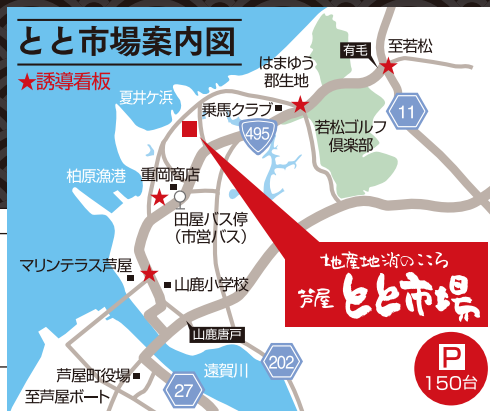 とと市場案内図
★誘導看板
有毛
至若松
はまゆう
群生地
夏井ケ浜
乗馬クラブ
11
495
若松ゴルフ
倶楽部
柏原漁港
重岡商店
田屋バス停
（市営バス）
地産地消のこころ
芦屋 とと市場
マリンテラス芦屋
山鹿小学校
山鹿唐戸
P
150台
芦屋町役場
遠賀川
202
至芦屋ボート
27